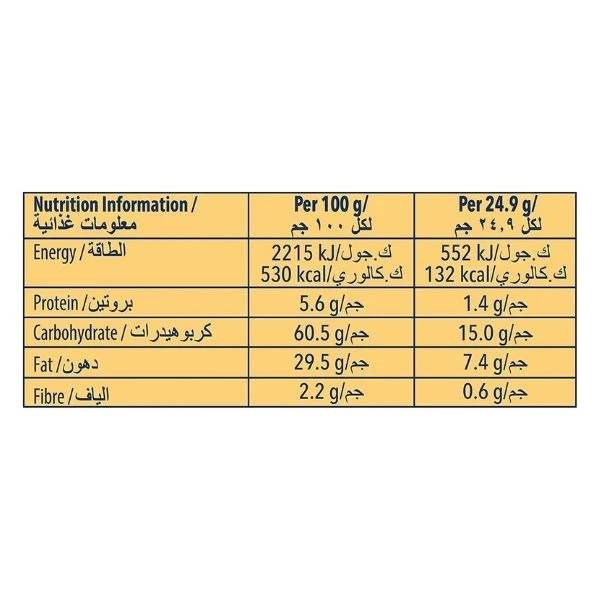 Nutrition Information / Per 100 g/ Per 24.9 g/
معلومات غذائية لكل ١٠٠ جم لكل ٢٤,٩ جم
Energy / الطاقة 2215 kJ/ك.جول 552 kJ/ك.جول
530 kcal/ك.كالوري 132 kcal/ك.كالوري
Protein / بروتين 5.6 g/جم 1.4 g/جم
Carbohydrate / كربوهيدرات 60.5 g/جم 15.0 g/جم
Fat / دهون 29.5 g/جم 7.4 g/جم
Fibre / الياف 2.2 g/جم 0.6 g/جم